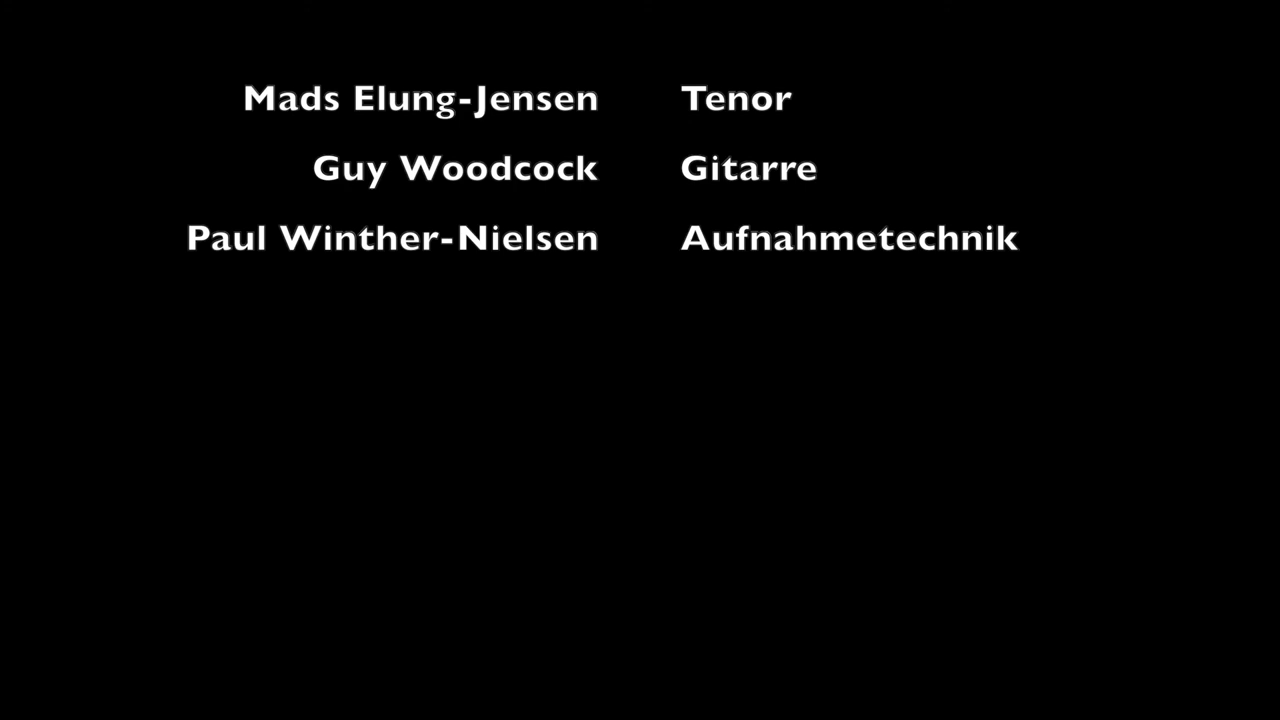 Mads Elung-Jensen Tenor
Guy Woodcock Gitarre
Paul Winther-Nielsen Aufnahmetechnik